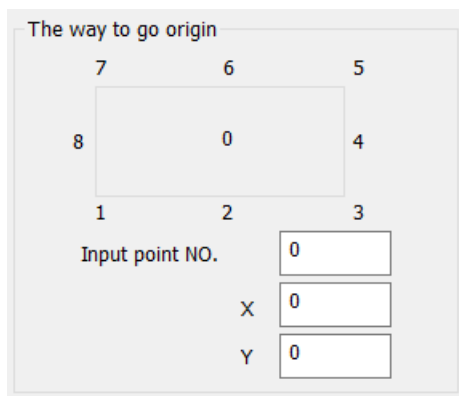 The way to go origin
7 6 5
8 0 4
1 2 3
Input point NO. 0
X 0
Y 0